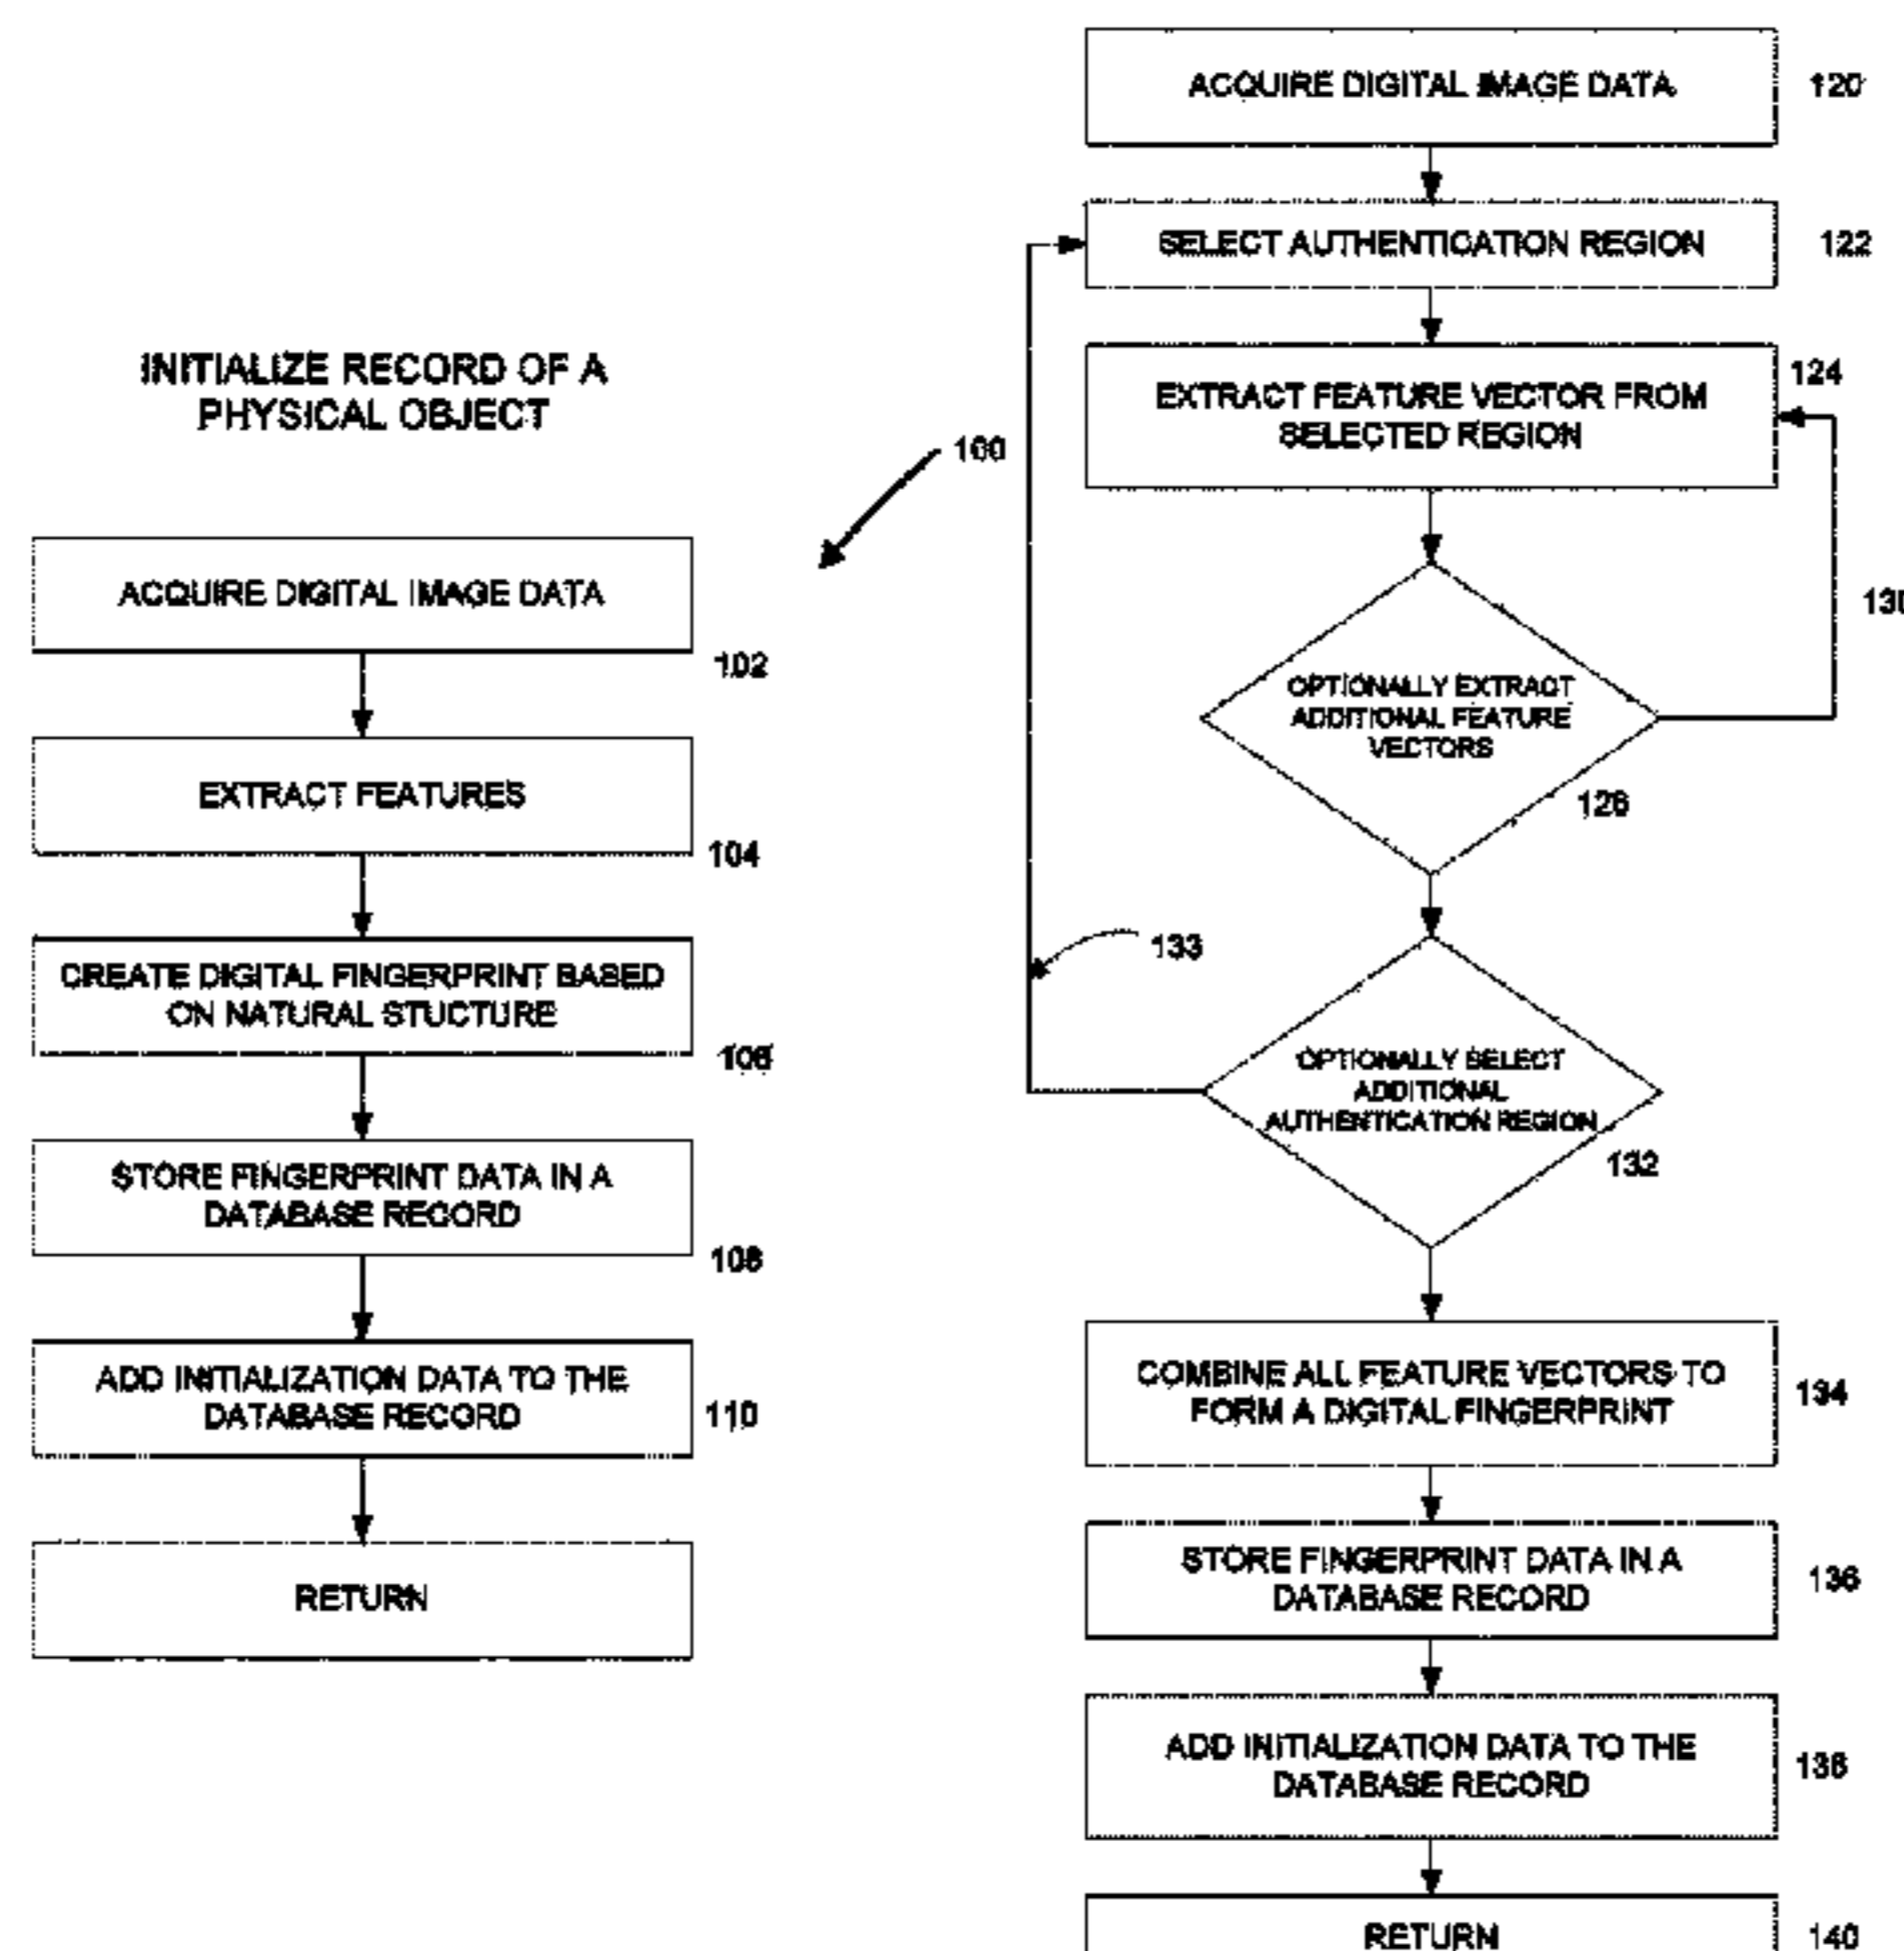 INITIALIZE RECORD OF A
PHYSICAL OBJECT
100
ACQUIRE DIGITAL IMAGE DATA
102
EXTRACT FEATURES
104
CREATE DIGITAL FINGERPRINT BASED
ON NATURAL STUCTURE
106
STORE FINGERPRINT DATA IN A
DATABASE RECORD
108
ADD INITIALIZATION DATA TO THE
DATABASE RECORD
110
RETURN
ACQUIRE DIGITAL IMAGE DATA
120
SELECT AUTHENTICATION REGION
122
EXTRACT FEATURE VECTOR FROM
SELECTED REGION
124
130
OPTIONALLY EXTRACT
ADDITIONAL FEATURE
VECTORS
133
OPTIONALLY SELECT
ADDITIONAL
AUTHENTICATION REGION
132
COMBINE ALL FEATURE VECTORS TO
FORM A DIGITAL FINGERPRINT
134
STORE FINGERPRINT DATA IN A
DATABASE RECORD
136
ADD INITIALIZATION DATA TO THE
DATABASE RECORD
RETURN
140